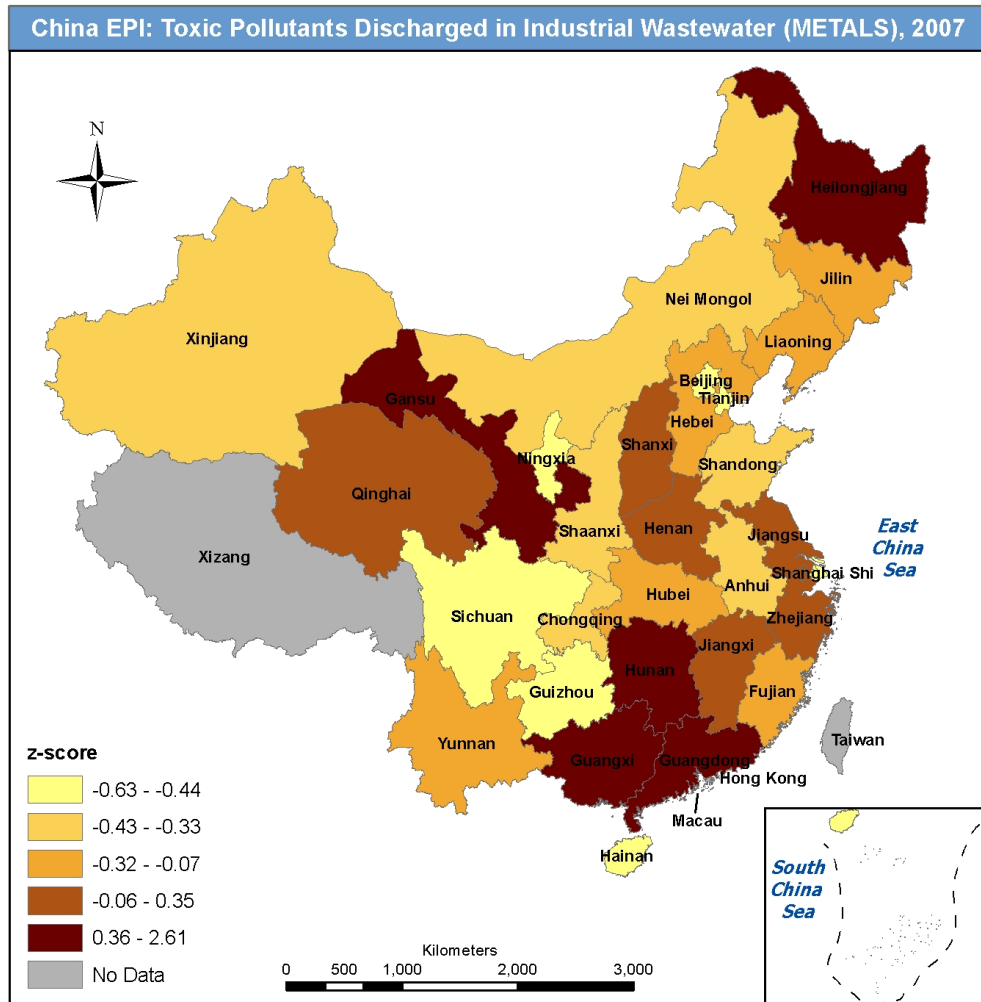 China EPI: Toxic Pollutants Discharged in Industrial Wastewater (METALS), 2007
N
Heilongjiang
Jilin
Nei Mongol
Liaoning
Xinjiang
Beijing
Tianjin
Gansu
Hebei
Shanxi
Ningxia
Shandong
Qinghai
Henan
Shaanxi
Jiangsu
East
China
Sea
Xizang
Shanghai Shi
Anhui
Hubei
Sichuan
Chongqing
Zhejiang
Jiangxi
Hunan
Guizhou
Fujian
Yunnan
Taiwan
Guangxi
Guangdong
Hong Kong
Macau
Hainan
z-score
-0.63 - -0.44
-0.43 - -0.33
-0.32 - -0.07
-0.06 - 0.35
0.36 - 2.61
No Data
Kilometers
0 500 1,000 2,000 3,000
South
China
Sea